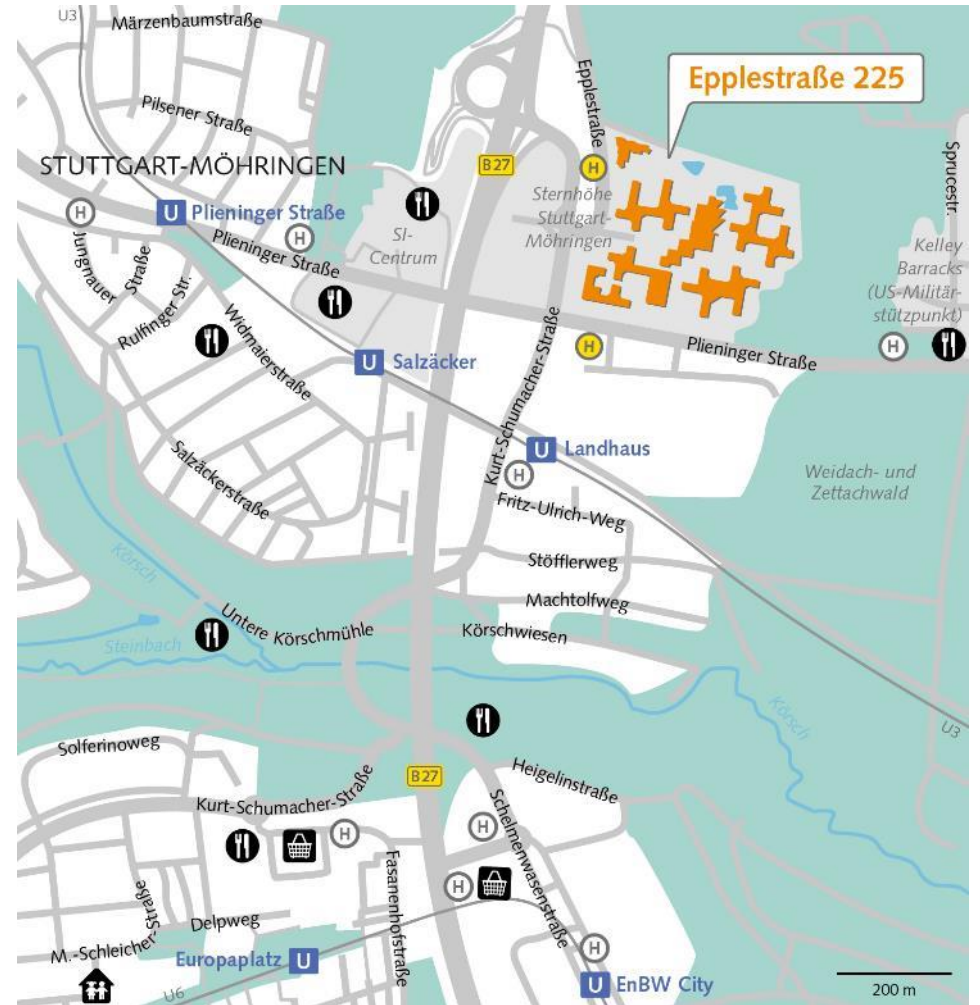 U3
Märzenbaumstraße
Pilsener Straße
STUTTGART-MÖHRINGEN
Epplestraße
Epplestraße 225
B27
H
Sprucestr.
H
U Plieninger Straße
H
Plieninger Straße
SI-
Centrum
Sternhöhe
Stuttgart-
Möhringen
Kelley
Barracks
(US-Militär-
stützpunkt)
Jungnauer
Straße
Rulfinger Str.
Widmaierstraße
U Salzäcker
H
Plieninger Straße
H
Kurt-Schumacher-Straße
U Landhaus
H
Salzäckerstraße
Fritz-Ulrich-Weg
Weidach- und
Zettachwald
Stöfflerweg
Machtolfweg
Körsch
Steinbach
Untere Körschmühle
Körschwiesen
Körsch
U3
Solferinoweg
B27
Heigelinstraße
Kurt-Schumacher-Straße
H
H
Schelmenwasenstraße
Fasanenhofstraße
H
M.-Schleicher-Straße
Delpweg
Europaplatz U
H
U6
U EnBW City
200 m